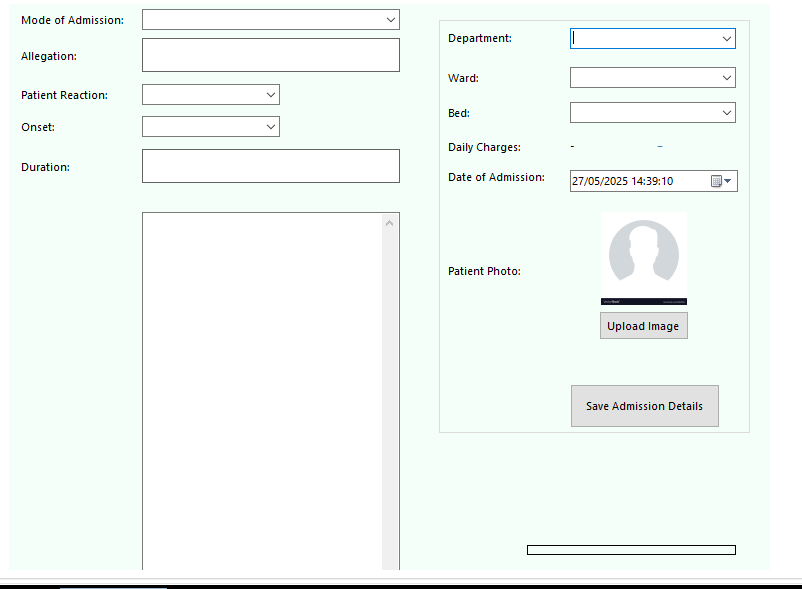 Mode of Admission:
Allegation:
Patient Reaction:
Onset:
Duration:
Department:
Ward:
Bed:
Daily Charges: - -
Date of Admission: 27/05/2025 14:39:10
Patient Photo:
Upload Image
Save Admission Details